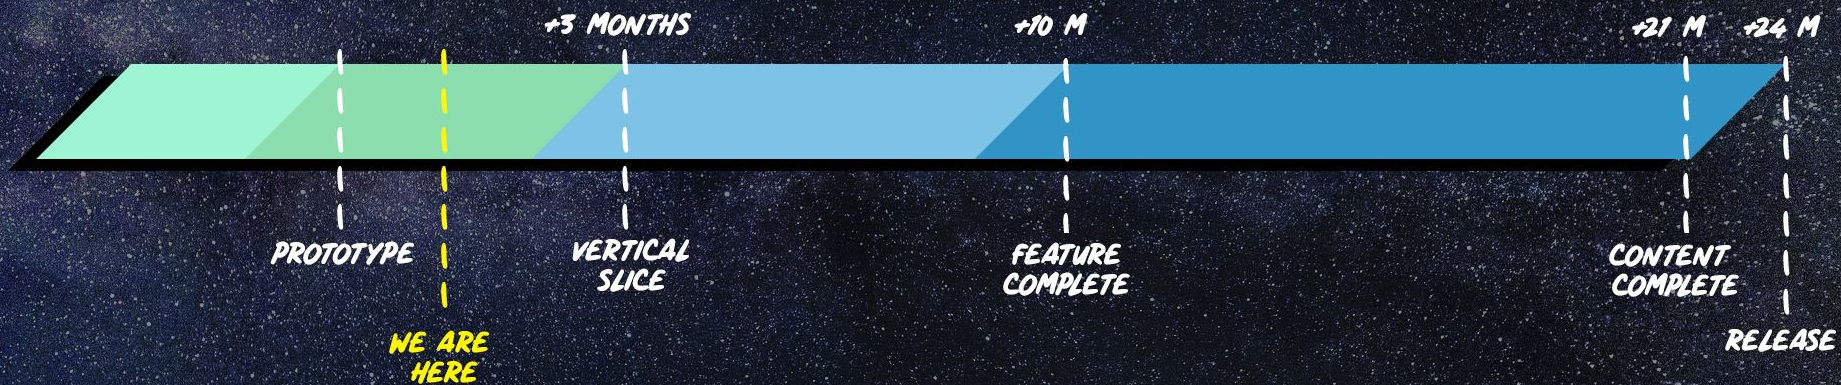 +3 MONTHS
+10 M
+21 M
+24 M
PROTOTYPE
VERTICAL
SLICE
FEATURE
COMPLETE
CONTENT
COMPLETE
WE ARE
HERE
RELEASE